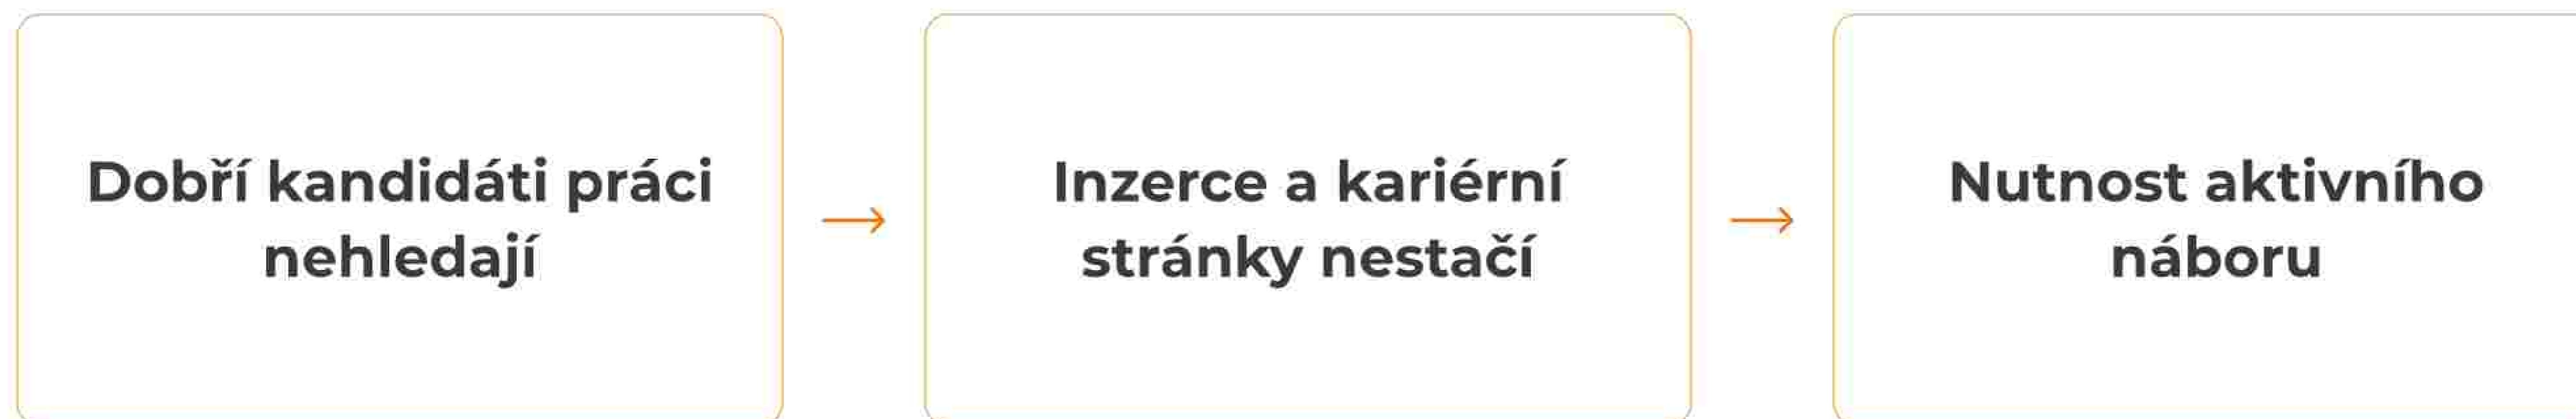 Dobří kandidáti práci
nehledají
Inzerce a kariérní
stránky nestačí
Nutnost aktivního
náboru